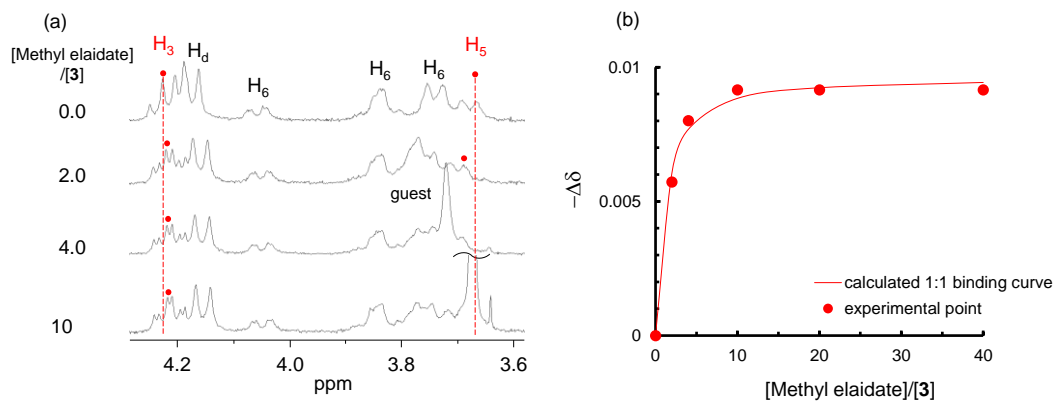 (a)
[Methyl elaidate]
/[3]
H3 Hd H6 H6 H6 H5
0.0
2.0
guest
4.0
10
4.2 4.0 3.8 3.6
ppm
(b)
0.01
0.005
0
−Δδ
calculated 1:1 binding curve
experimental point
0 10 20 30 40
[Methyl elaidate]/[3]